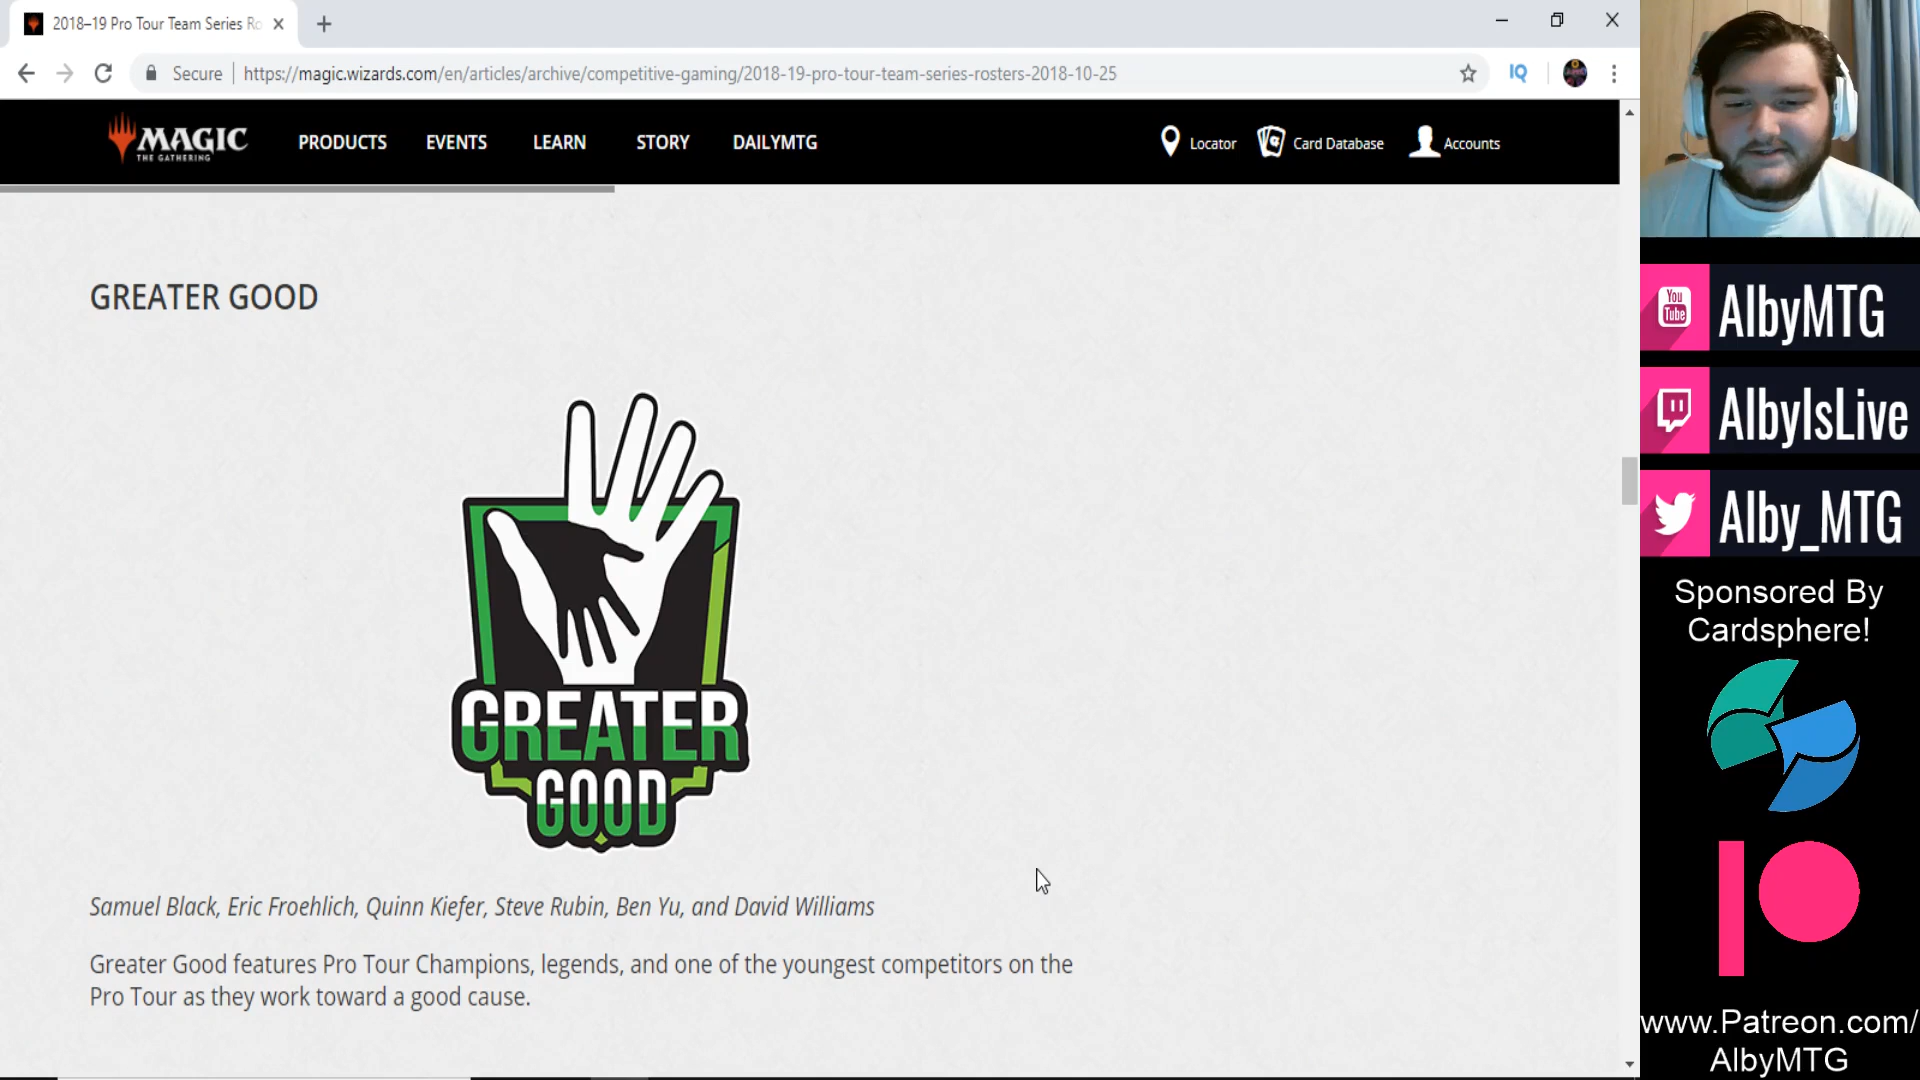 2018–19 Pro Tour Team Series Ro
Secure
https://magic.wizards.com/en/articles/archive/competitive-gaming/2018-19-pro-tour-team-series-rosters-2018-10-25
IQ
MAGIC
THE GATHERING
PRODUCTS
EVENTS
LEARN
STORY
DAILYMTG
Locator
Card Database
Accounts
GREATER GOOD
GREATER
GOOD
Samuel Black, Eric Froehlich, Quinn Kiefer, Steve Rubin, Ben Yu, and David Williams
Greater Good features Pro Tour Champions, legends, and one of the youngest competitors on the
Pro Tour as they work toward a good cause.
You
Tube
AlbyMTG
AlbyIsLive
Alby_MTG
Sponsored By
Cardsphere!
www.Patreon.com/
AlbyMTG